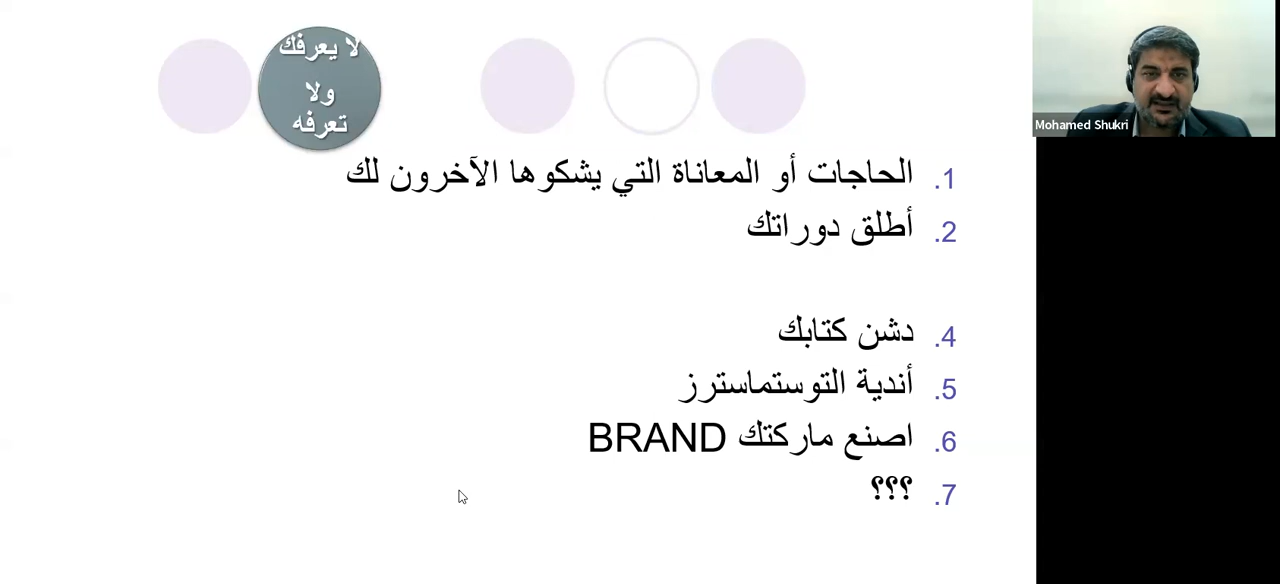 لا يعرفك
ولا
تعرفه
1. الحاجات أو المعاناة التي يشكوها الآخرون لك
2. أطلق دوراتك
4. دشن كتابك
5. أندية التوستماسترز
6. اصنع ماركتك BRAND
7. ؟؟؟
Mohamed Shukri